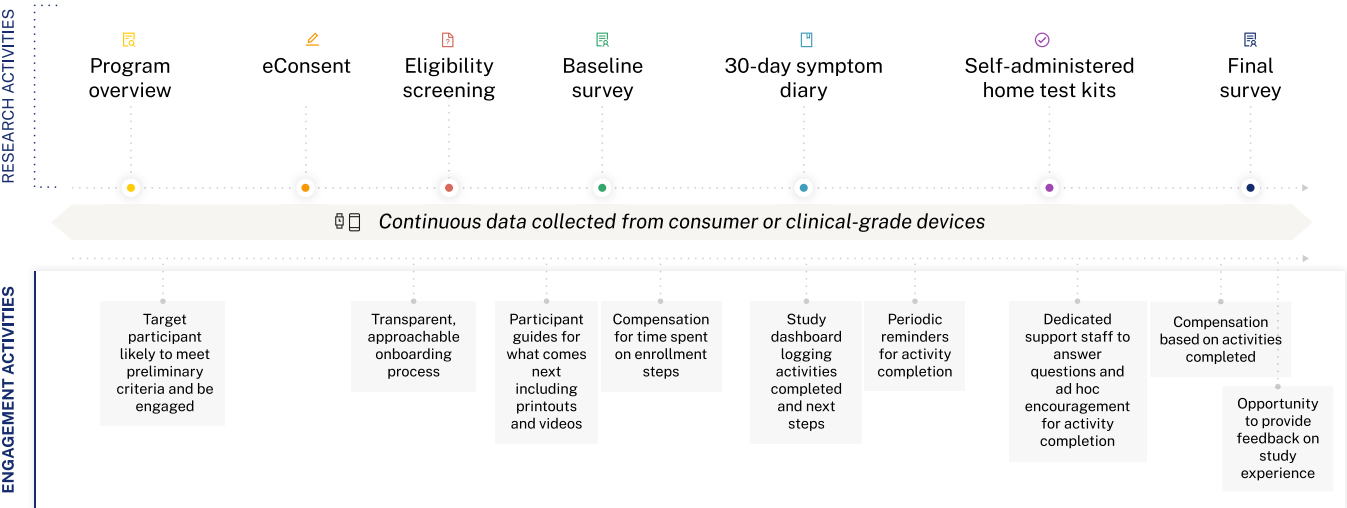 RESEARCH ACTIVITIES
Program
overview
eConsent
Eligibility
screening
Baseline
survey
30-day symptom
diary
Self-administered
home test kits
Final
survey
Continuous data collected from consumer or clinical-grade devices
ENGAGEMENT ACTIVITIES
Target
participant
likely to meet
preliminary
criteria and be
engaged
Transparent,
approachable
onboarding
process
Participant
guides for
what comes
next
including
printouts
and videos
Compensation
for time spent
on enrollment
steps
Study
dashboard
logging
activities
completed
and next
steps
Periodic
reminders
for activity
completion
Dedicated
support staff to
answer
questions and
ad hoc
encouragement
for activity
completion
Compensation
based on activities
completed
Opportunity
to provide
feedback on
study
experience